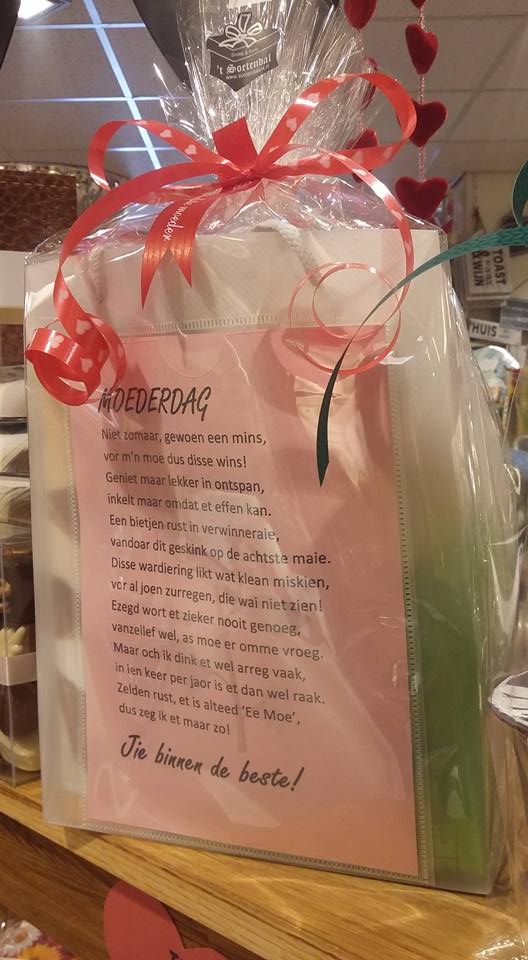 't Soetendal
MOEDERDAG
Niet zomaar, gewoen een mins,
vor m'n moe dus disse wins!
Geniet maar lekker in ontspan,
inkelt maar omdat et effen kan.
Een bietjen rust in verwinneraie,
vandoar dit geskink op de achtste maie.
Disse wardiering likt wat klean miskien,
vor al joen zurregen, die wai niet zien!
Ezegd wort et zieker nooit genoeg,
vanzellef wel, as moe er omme vroeg.
Maar och ik dink et wel arreg vaak,
in ien keer per jaor is et dan wel raak.
Zelden rust, et is alteed 'Ee Moe',
dus zeg ik et maar zo!
Jie binnen de beste!
TOAST
& WIJN
HUIS